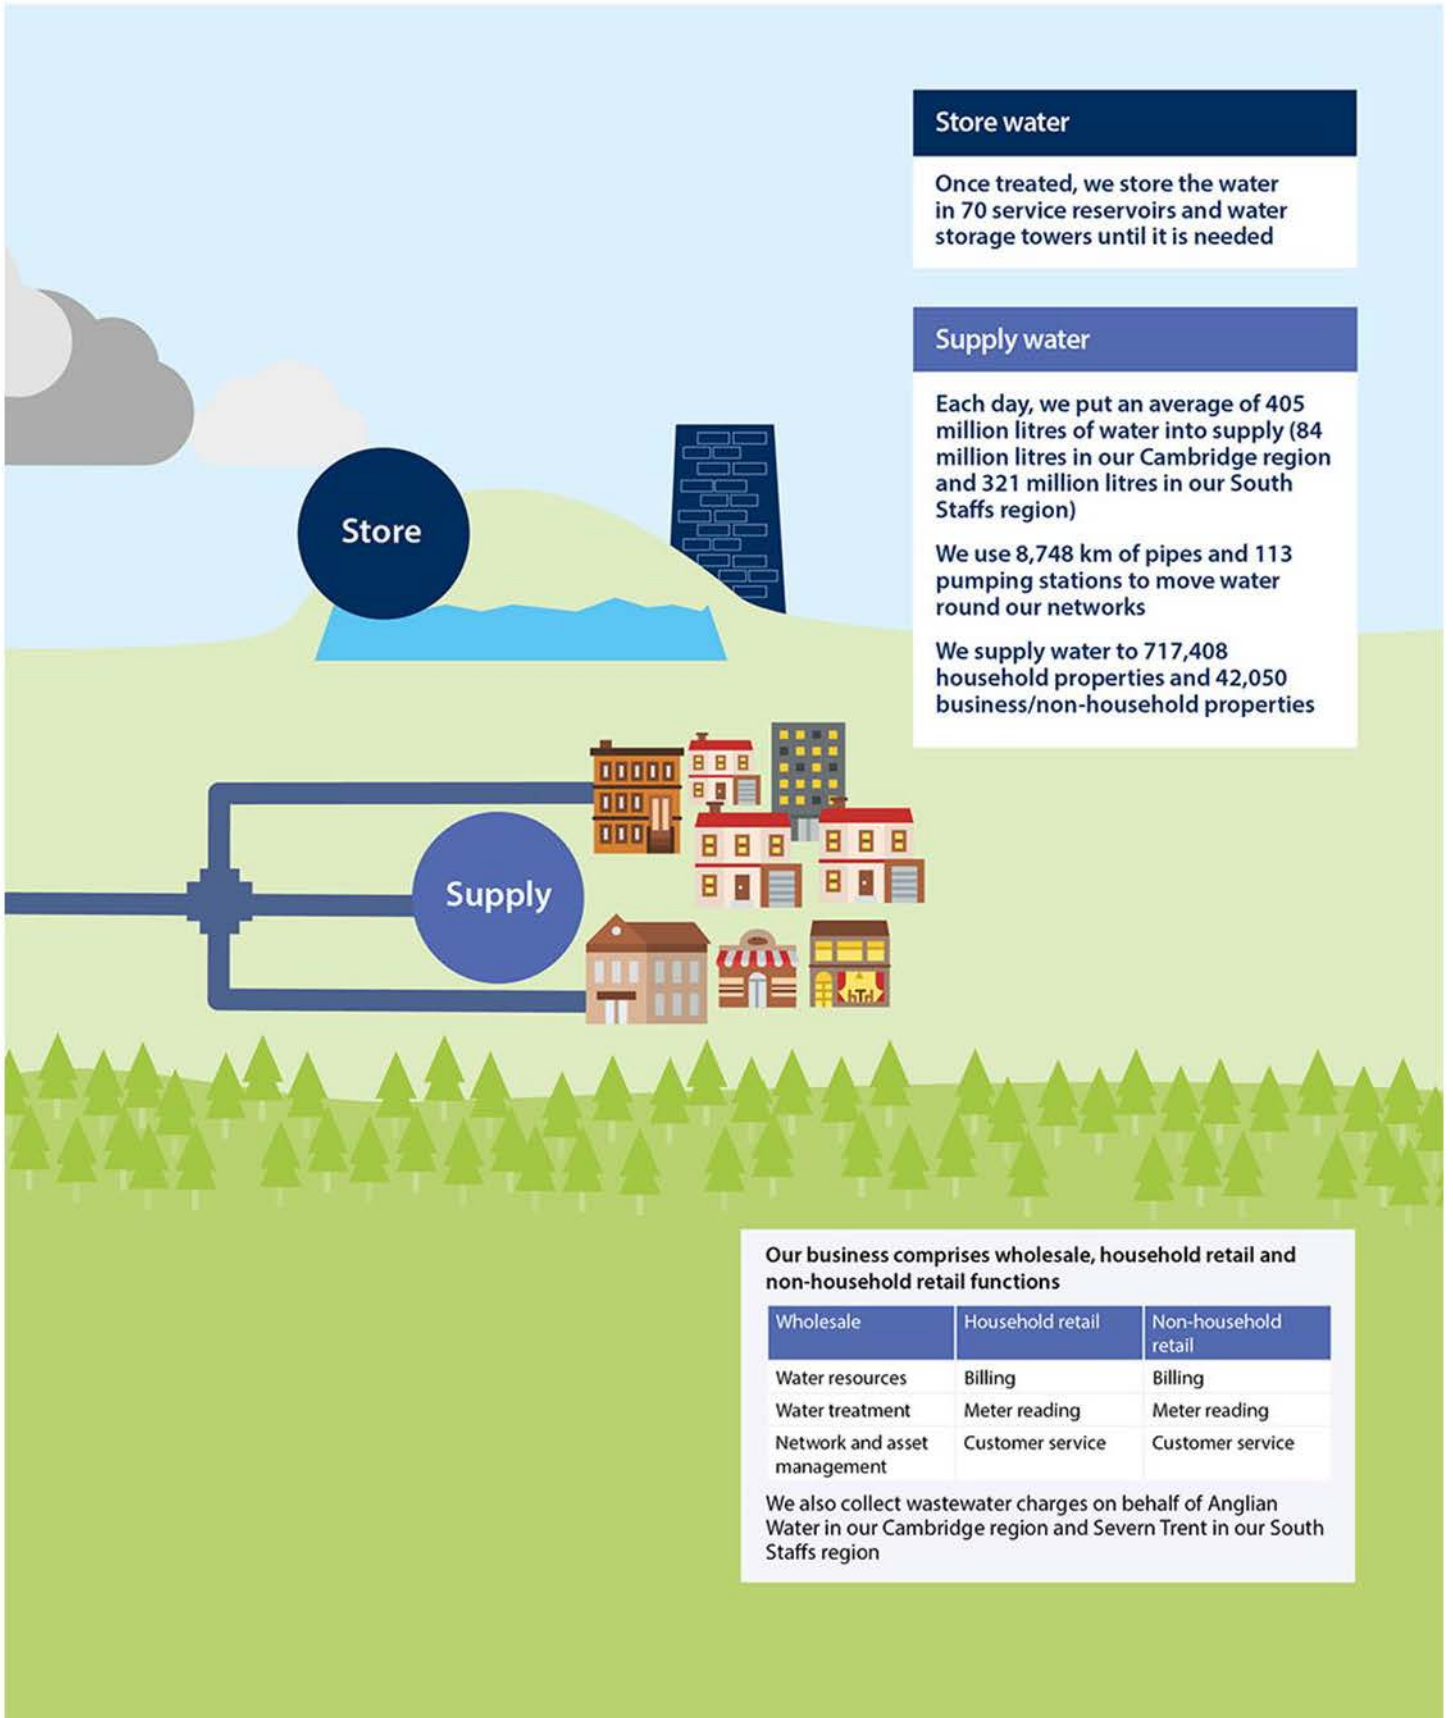 Store water
Once treated, we store the water
in 70 service reservoirs and water
storage towers until it is needed
Supply water
Each day, we put an average of 405
million litres of water into supply (84
million litres in our Cambridge region
and 321 million litres in our South
Staffs region)
We use 8,748 km of pipes and 113
pumping stations to move water
round our networks
We supply water to 717,408
household properties and 42,050
business/non-household properties
Store
Supply
Our business comprises wholesale, household retail and
non-household retail functions
Wholesale Household retail Non-household
retail
Water resources Billing Billing
Water treatment Meter reading Meter reading
Network and asset Customer service Customer service
management
We also collect wastewater charges on behalf of Anglian
Water in our Cambridge region and Severn Trent in our South
Staffs region